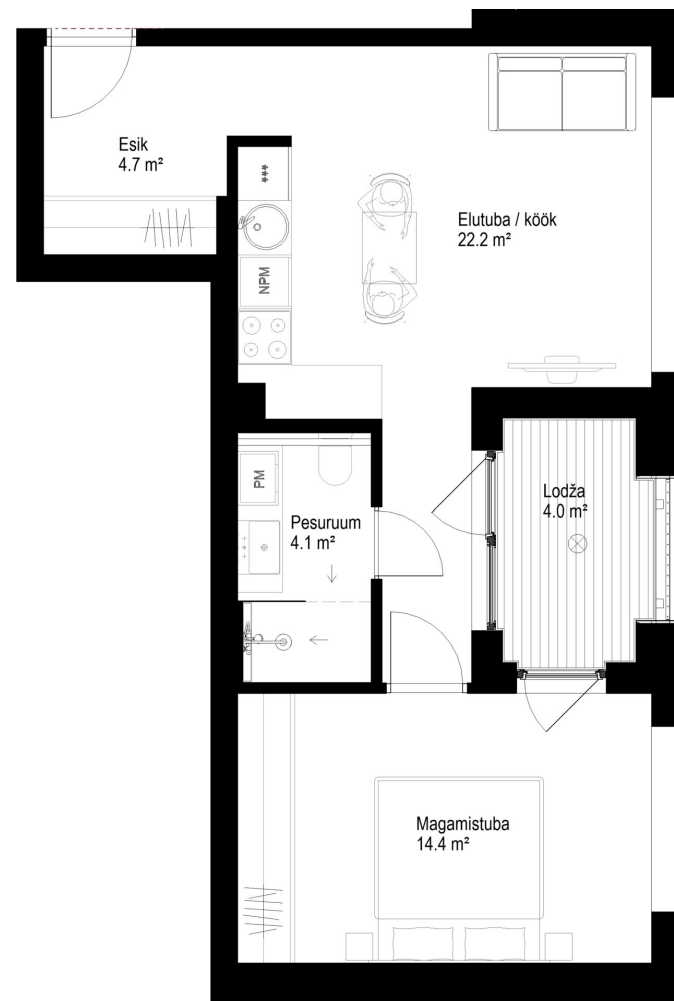 Esik
4.7 m²
***
Elutuba / köök
22.2 m²
NPM
PM
Lodža
4.0 m²
Pesuruum
4.1 m²
Magamistuba
14.4 m²